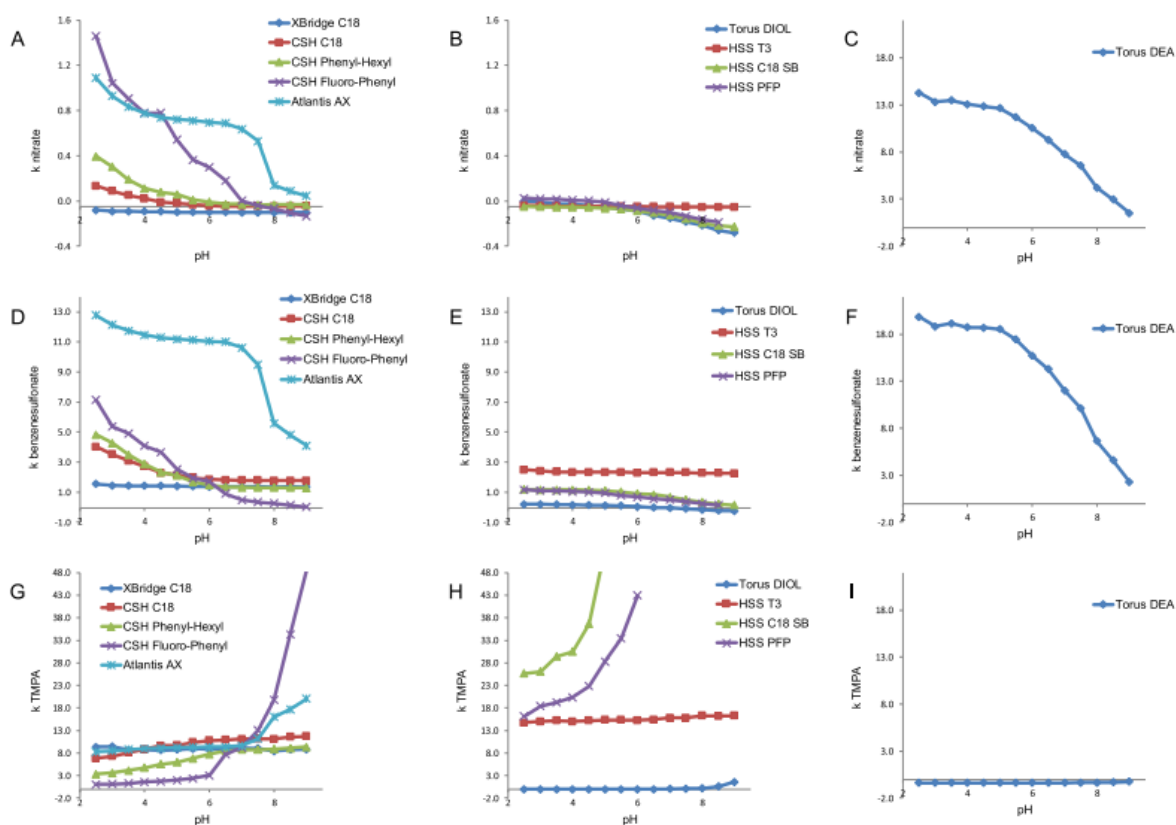 A
k nitrate
1.6
1.2
0.8
0.4
0.0
-0.4
2
4
6
8
pH
XBridge C18
CSH C18
CSH Phenyl-Hexyl
CSH Fluoro-Phenyl
Atlantis AX
B
k nitrate
1.6
1.2
0.8
0.4
0.0
-0.4
2
4
6
8
pH
Torus DIOL
HSS T3
HSS C18 SB
HSS PFP
C
k nitrate
18.0
13.0
8.0
3.0
-2.0
2
4
6
8
pH
Torus DEA
D
k benzenesulfonate
13.0
11.0
9.0
7.0
5.0
3.0
1.0
-1.0
2
4
6
8
pH
XBridge C18
CSH C18
CSH Phenyl-Hexyl
CSH Fluoro-Phenyl
Atlantis AX
E
k benzenesulfonate
13.0
11.0
9.0
7.0
5.0
3.0
1.0
-1.0
2
4
6
8
pH
Torus DIOL
HSS T3
HSS C18 SB
HSS PFP
F
k benzenesulfonate
18.0
13.0
8.0
3.0
-2.0
2
4
6
8
pH
Torus DEA
G
k TMPA
48.0
43.0
38.0
33.0
28.0
23.0
18.0
13.0
8.0
3.0
-2.0
2
4
6
8
pH
XBridge C18
CSH C18
CSH Phenyl-Hexyl
CSH Fluoro-Phenyl
Atlantis AX
H
k TMPA
48.0
43.0
38.0
33.0
28.0
23.0
18.0
13.0
8.0
3.0
-2.0
2
4
6
8
pH
Torus DIOL
HSS T3
HSS C18 SB
HSS PFP
I
k TMPA
18.0
13.0
8.0
3.0
-2.0
2
4
6
8
pH
Torus DEA